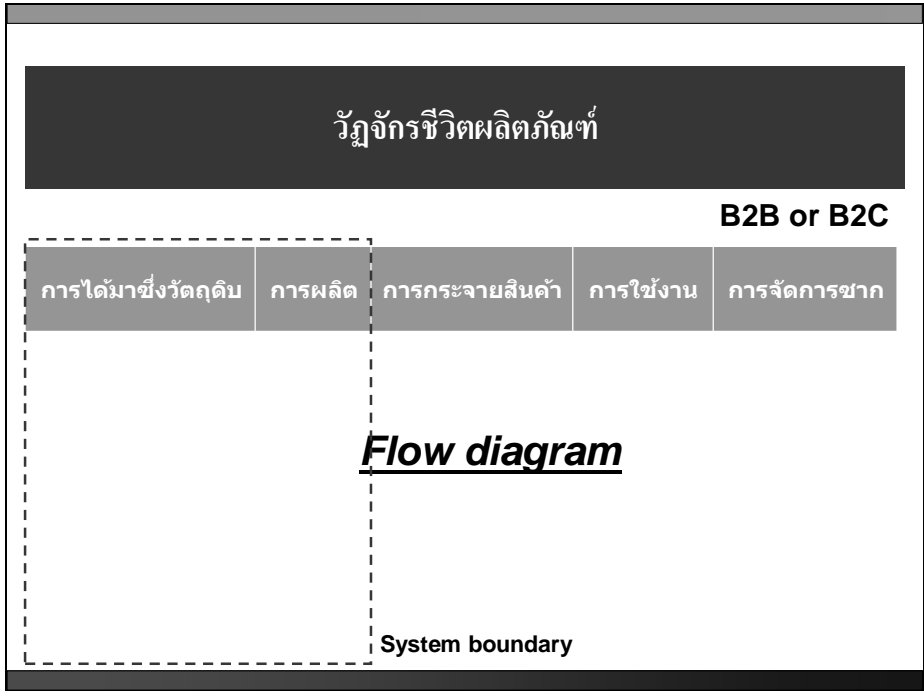 วัฏจักรชีวิตผลิตภัณฑ์
B2B or B2C
การได้มาซึ่งวัตถุดิบ การผลิต การกระจายสินค้า การใช้งาน การจัดการซาก
Flow diagram
System boundary